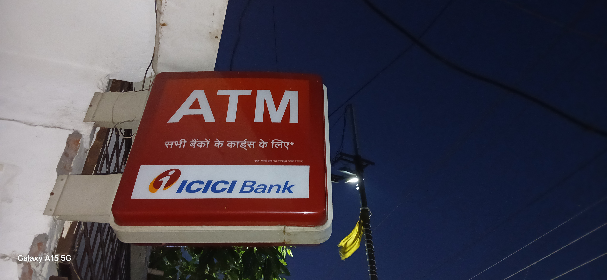 ATM
सभी बैंकों के कार्ड्स के लिए*
ICICI Bank
Galaxy A15 5G